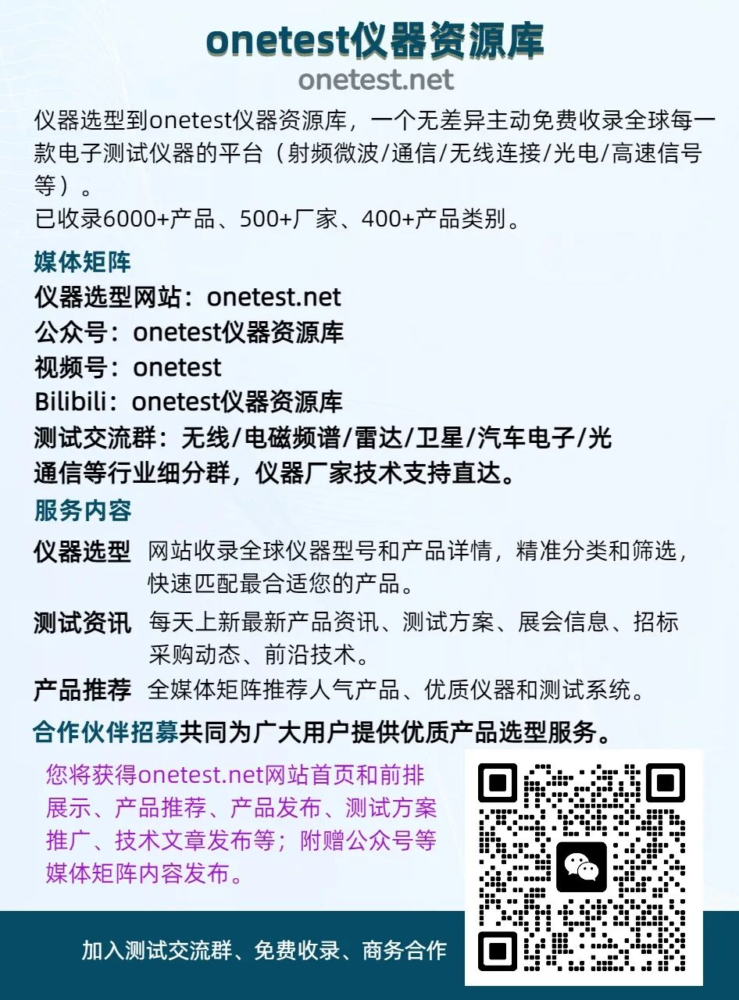 onetest仪器资源库
onetest.net
仪器选型到onetest仪器资源库，一个无差异主动免费收录全球每一
款电子测试仪器的平台（射频微波/通信/无线连接/光电/高速信号
等）。
已收录6000+产品、500+厂家、400+产品类别。
媒体矩阵
仪器选型网站：onetest.net
公众号：onetest仪器资源库
视频号：onetest
Bilibili：onetest仪器资源库
测试交流群：无线/电磁频谱/雷达/卫星/汽车电子/光
通信等行业细分群，仪器厂家技术支持直达。
服务内容
仪器选型 网站收录全球仪器型号和产品详情，精准分类和筛选，
快速匹配最合适您的产品。
测试资讯 每天上新最新产品资讯、测试方案、展会信息、招标
采购动态、前沿技术。
产品推荐 全媒体矩阵推荐人气产品、优质仪器和测试系统。
合作伙伴招募共同为广大用户提供优质产品选型服务。
您将获得onetest.net网站首页和前排
展示、产品推荐、产品发布、测试方案
推广、技术文章发布等；附赠公众号等
媒体矩阵内容发布。
加入测试交流群、免费收录、商务合作